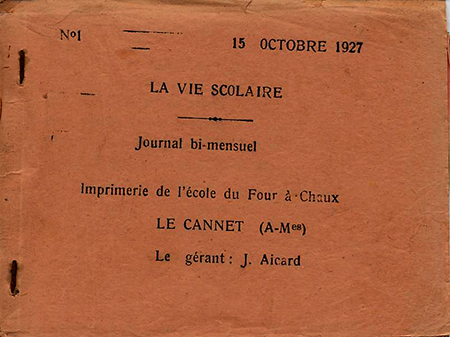 No1
15 OCTOBRE 1927
LA VIE SCOLAIRE
Journal bi-mensuel
Imprimerie de l'école du Four à Chaux
LE CANNET (A-Mes)
Le gérant : J. Aicard